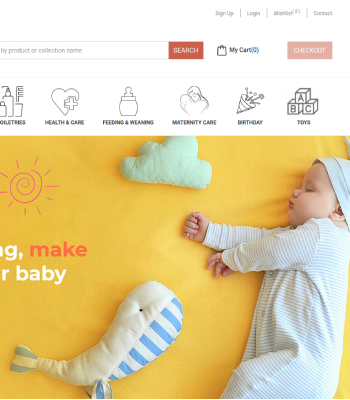 Sign Up | Login | Wishlist(0) | Contact
by product or collection name SEARCH My Cart(0) CHECKOUT
OILETRIES HEALTH & CARE FEEDING & WEANING MATERNITY CARE BIRTHDAY TOYS
ABC
ng, make
r baby